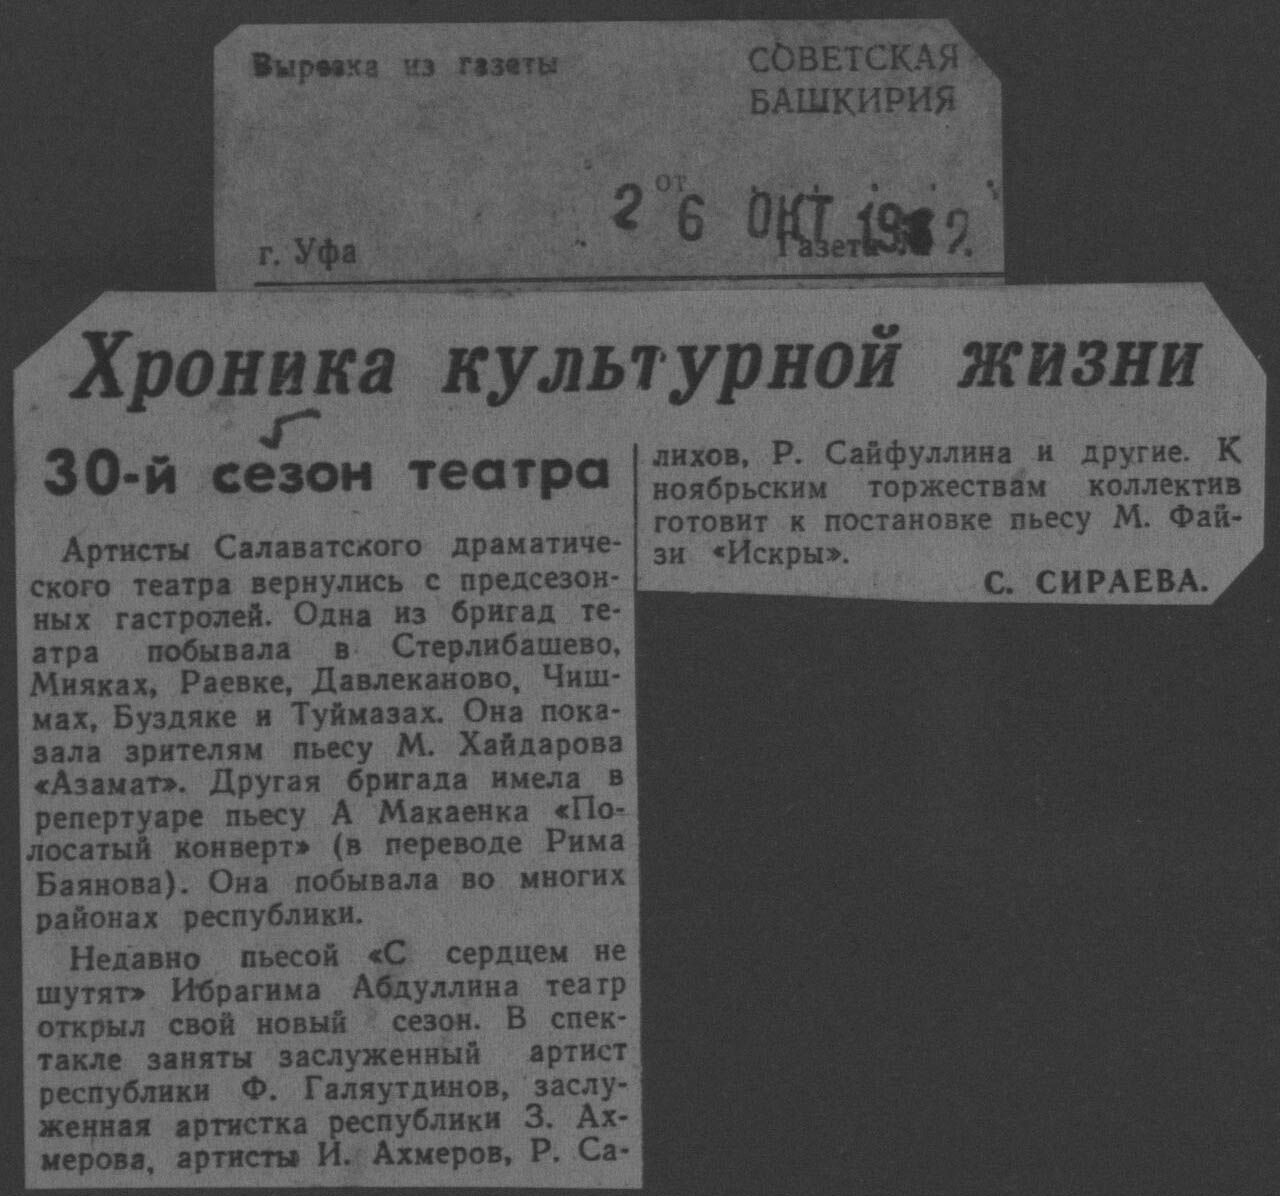 Вырезка из газеты
СОВЕТСКАЯ
БАШКИРИЯ
от
2 6 ОКТ
г. Уфа
Газета
Хроника культурной жизни
30-й сезон театра
Артисты Салаватского драматиче-
ского театра вернулись с предсезон-
ных гастролей. Одна из бригад те-
атра побывала в Стерлибашево,
Мияках, Раевке, Давлеканово, Чиш-
мах, Буздяке и Туймазах. Она пока-
зала зрителям пьесу М. Хайдарова
«Азамат». Другая бригада имела в
репертуаре пьесу А Макаенка «По-
лосатый конверт» (в переводе Рима
Баянова). Она побывала во многих
районах республики.
Недавно пьесой «С сердцем не
шутят» Ибрагима Абдуллина театр
открыл свой новый сезон. В спек-
такле заняты заслуженный артист
республики Ф. Галяутдинов, заслу-
женная артистка республики З. Ах-
мерова, артисты И. Ахмеров, Р. Са-
лихов, Р. Сайфуллина и другие. К
ноябрьским торжествам коллектив
готовит к постановке пьесу М. Фай-
зи «Искры».
С. СИРАЕВА.